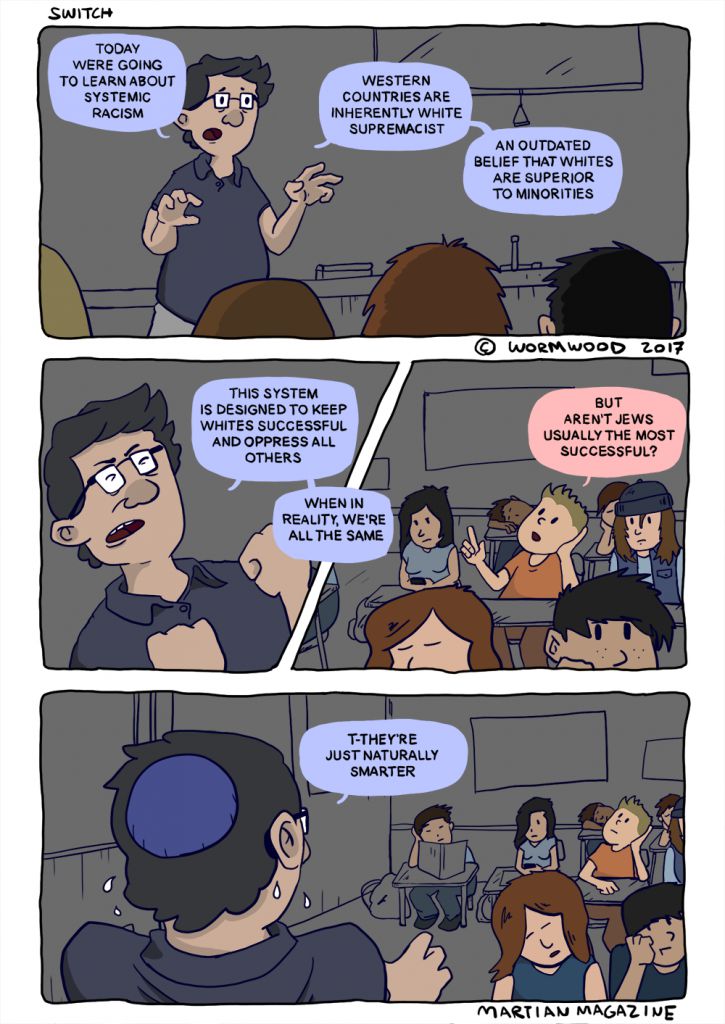 SWITCH
TODAY
WERE GOING
TO LEARN ABOUT
SYSTEMIC
RACISM
WESTERN
COUNTRIES ARE
INHERENTLY WHITE
SUPREMACIST
AN OUTDATED
BELIEF THAT WHITES
ARE SUPERIOR
TO MINORITIES
© WORMWOOD 2017
THIS SYSTEM
IS DESIGNED TO KEEP
WHITES SUCCESSFUL
AND OPPRESS ALL
OTHERS
WHEN IN
REALITY, WE'RE
ALL THE SAME
BUT
AREN'T JEWS
USUALLY THE MOST
SUCCESSFUL?
T-THEY'RE
JUST NATURALLY
SMARTER
MARTIAN MAGAZINE